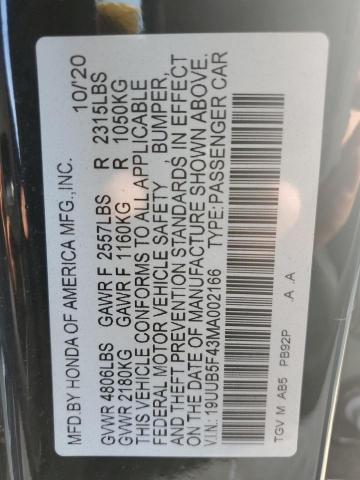 MFD.BY HONDA OF AMERICA MFG.,INC. 10/20
GVWR 4806LBS GAWR F 2557LBS R 2315LBS
GVWR 2180KG GAWR F 1160KG R 1050KG
THIS VEHICLE CONFORMS TO ALL APPLICABLE
FEDERAL MOTOR VEHICLE SAFETY, BUMPER,
AND THEFT PREVENTION STANDARDS IN EFFECT
ON THE DATE OF MANUFACTURE SHOWN ABOVE.
V.I.N: 19UUB5F43MA002166 TYPE:PASSENGER CAR
TGV M AB5 PB92P .A .A